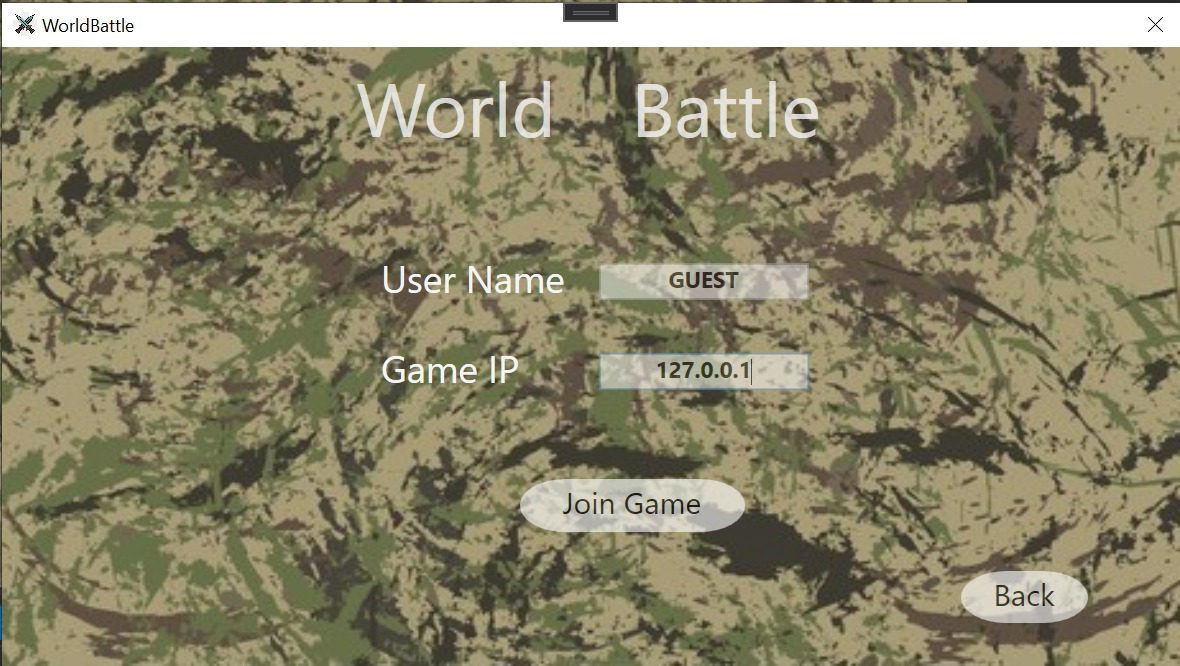 WorldBattle
World Battle
User Name GUEST
Game IP 127.0.0.1
Join Game
Back